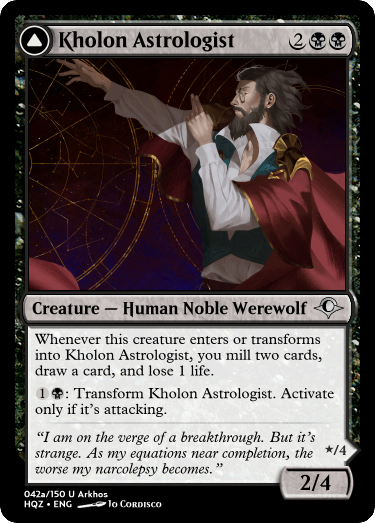 Kholon Astrologist 2
Creature — Human Noble Werewolf
Whenever this creature enters or transforms
into Kholon Astrologist, you mill two cards,
draw a card, and lose 1 life.
1 : Transform Kholon Astrologist. Activate
only if it's attacking.
"I am on the verge of a breakthrough. But it's
strange. As my equations near completion, the
worse my narcolepsy becomes."
*/4
2/4
042a/150 U Arkhos
HQZ • ENG Io Cordisco